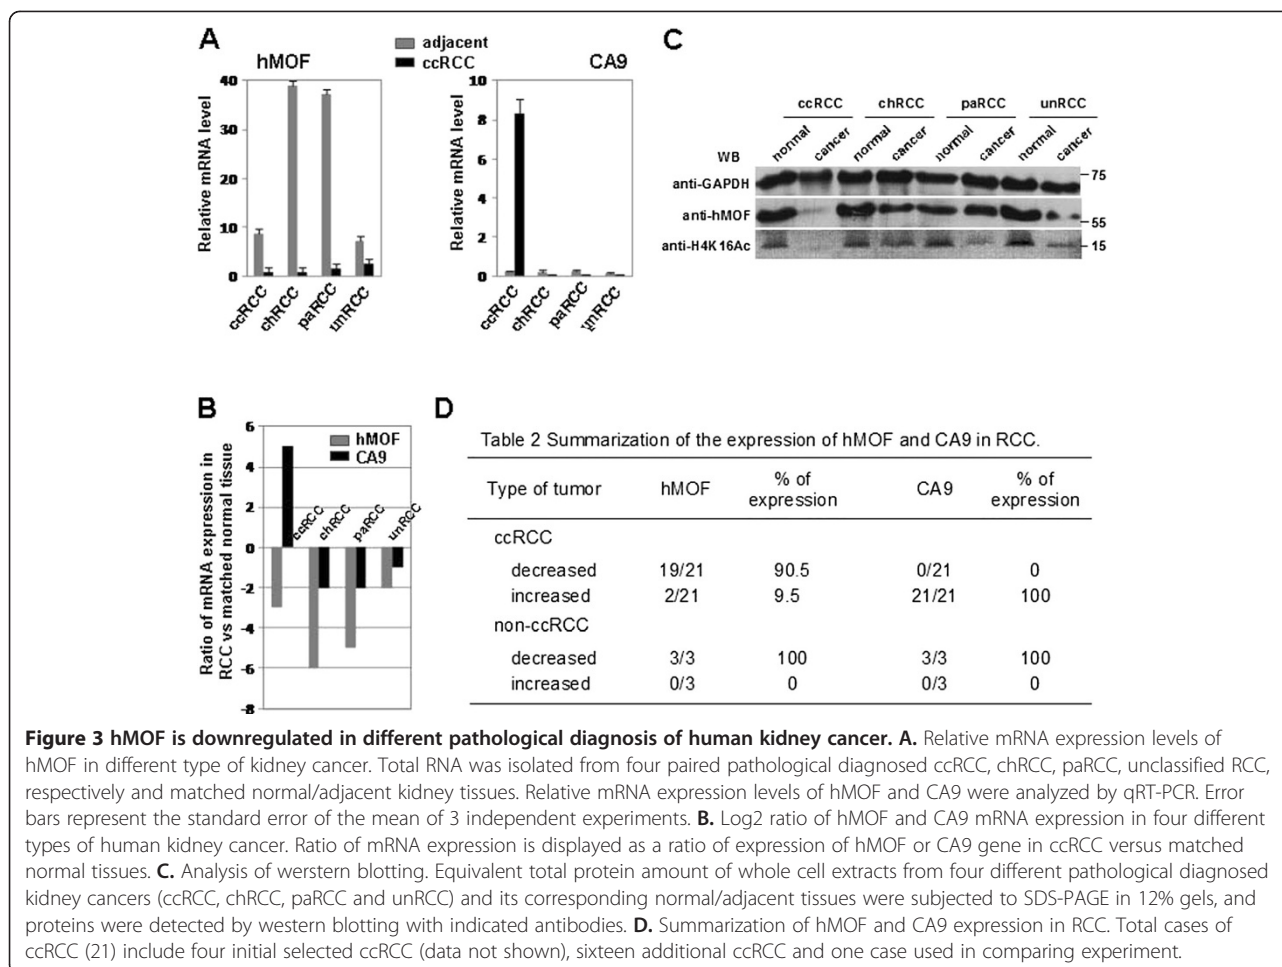 A
hMOF
adjacent
ccRCC
CA9
Relative mRNA level
40
30
20
10
0
ccRCC
chRCC
paRCC
unRCC
Relative mRNA level
10
8
6
4
2
0
ccRCC
chRCC
paRCC
unRCC
C
ccRCC chRCC paRCC unRCC
WB
normal cancer normal cancer normal cancer normal cancer
anti-GAPDH
75
anti-hMOF
55
anti-H4K16Ac
15
B
Ratio of mRNA expression in
RCC vs matched normal tissue
6
4
2
0
-2
-4
-6
-8
hMOF
CA9
ccRCC
chRCC
paRCC
unRCC
D
Table 2 Summarization of the expression of hMOF and CA9 in RCC.
Type of tumor hMOF % of expression CA9 % of expression
ccRCC
decreased 19/21 90.5 0/21 0
increased 2/21 9.5 21/21 100
non-ccRCC
decreased 3/3 100 3/3 100
increased 0/3 0 0/3 0
Figure 3 hMOF is downregulated in different pathological diagnosis of human kidney cancer. A. Relative mRNA expression levels of
hMOF in different type of kidney cancer. Total RNA was isolated from four paired pathological diagnosed ccRCC, chRCC, paRCC, unclassified RCC,
respectively and matched normal/adjacent kidney tissues. Relative mRNA expression levels of hMOF and CA9 were analyzed by qRT-PCR. Error
bars represent the standard error of the mean of 3 independent experiments. B. Log2 ratio of hMOF and CA9 mRNA expression in four different
types of human kidney cancer. Ratio of mRNA expression is displayed as a ratio of expression of hMOF or CA9 gene in ccRCC versus matched
normal tissues. C. Analysis of werstern blotting. Equivalent total protein amount of whole cell extracts from four different pathological diagnosed
kidney cancers (ccRCC, chRCC, paRCC and unRCC) and its corresponding normal/adjacent tissues were subjected to SDS-PAGE in 12% gels, and
proteins were detected by western blotting with indicated antibodies. D. Summarization of hMOF and CA9 expression in RCC. Total cases of
ccRCC (21) include four initial selected ccRCC (data not shown), sixteen additional ccRCC and one case used in comparing experiment.